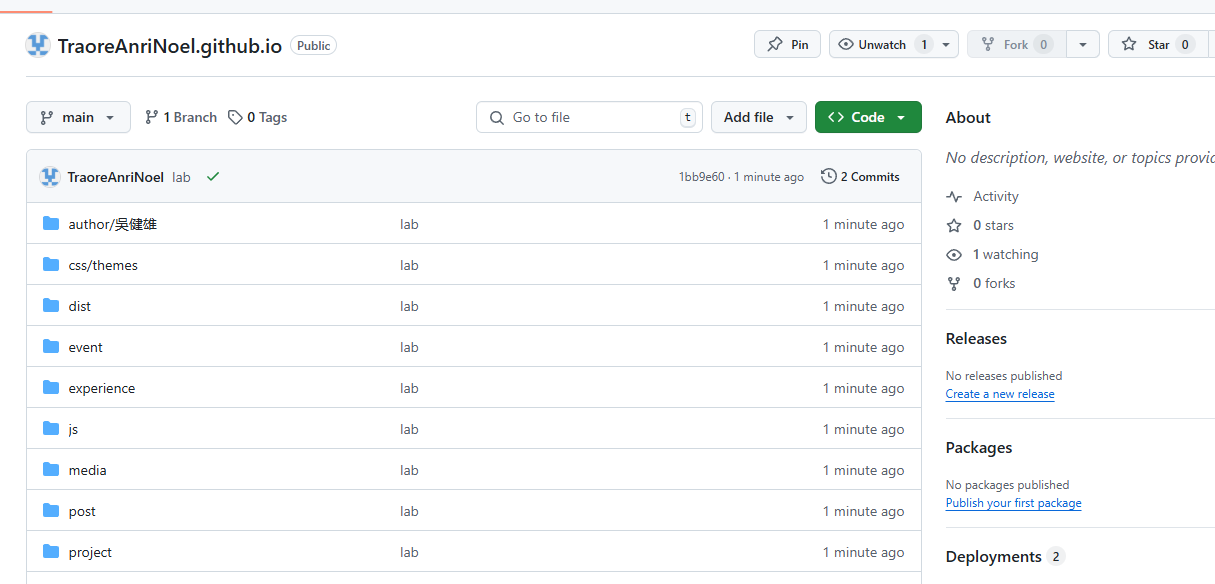 TraoreAnriNoel.github.io Public
Pin
Unwatch 1
Fork 0
Star 0
main
1 Branch
0 Tags
Go to file t
Add file
Code
TraoreAnriNoel lab
1bb9e60 · 1 minute ago
2 Commits
author/吳健雄 lab 1 minute ago
css/themes lab 1 minute ago
dist lab 1 minute ago
event lab 1 minute ago
experience lab 1 minute ago
js lab 1 minute ago
media lab 1 minute ago
post lab 1 minute ago
project lab 1 minute ago
About
No description, website, or topics
Activity
0 stars
1 watching
0 forks
Releases
No releases published
Create a new release
Packages
No packages published
Publish your first package
Deployments 2